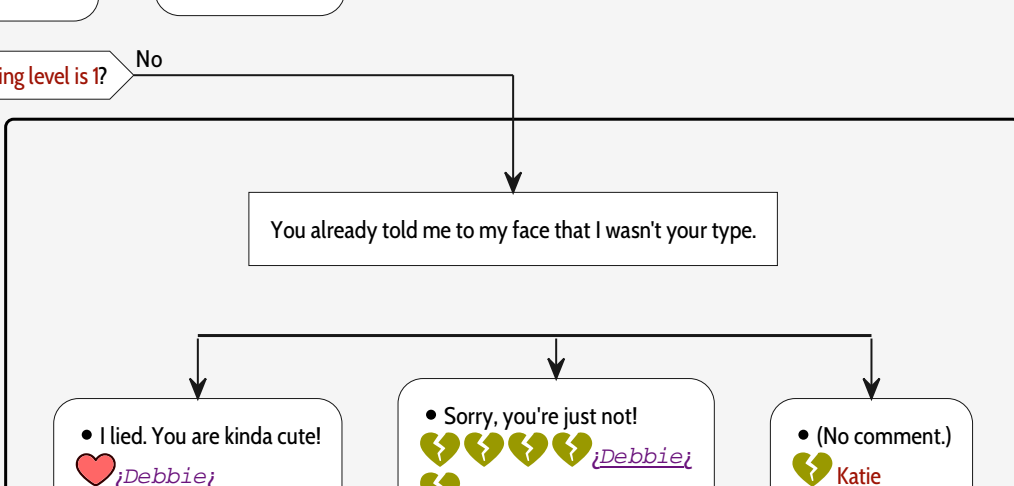 No
ing level is 1?
You already told me to my face that I wasn't your type.
• I lied. You are kinda cute!
¡Debbie¿
• Sorry, you're just not!
¡Debbie¿
• (No comment.)
Katie